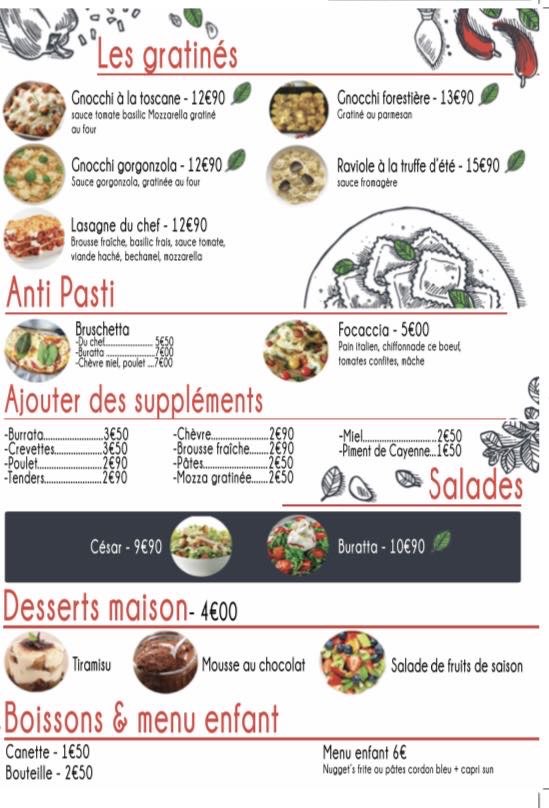 Les gratinés
Gnocchi à la toscane - 12€90
sauce tomate basilic Mozzarella gratiné
au four
Gnocchi forestière - 13€90
Gratiné au parmesan
Gnocchi gorgonzola - 12€90
Sauce gorgonzola, gratinée au four
Raviole à la truffe d'été - 15€90
sauce fromagère
Lasagne du chef - 12€90
Brousse fraîche, basilic frais, sauce tomate,
viande haché, bechamel, mozzarella
Anti Pasti
Bruschetta
-Du chef.................. 5€50
-Buratta .................7€00
-Chèvre miel, poulet ...7€00
Focaccia - 5€00
Pain italien, chiffonnade ce boeuf,
tomates confites, mâche
Ajouter des suppléments
-Burrata..................3€50
-Crevettes................3€50
-Poulet...................2€90
-Tenders..................2€90
-Chèvre..................2€90
-Brousse fraîche.......2€90
-Pâtes....................2€50
-Mozza gratinée......2€50
-Miel......................2€50
-Piment de Cayenne...1€50
Salades
César - 9€90
Buratta - 10€90
Desserts maison- 4€00
Tiramisu
Mousse au chocolat
Salade de fruits de saison
Boissons & menu enfant
Canette - 1€50
Bouteille - 2€50
Menu enfant 6€
Nugget's frite ou pâtes cordon bleu + capri sun